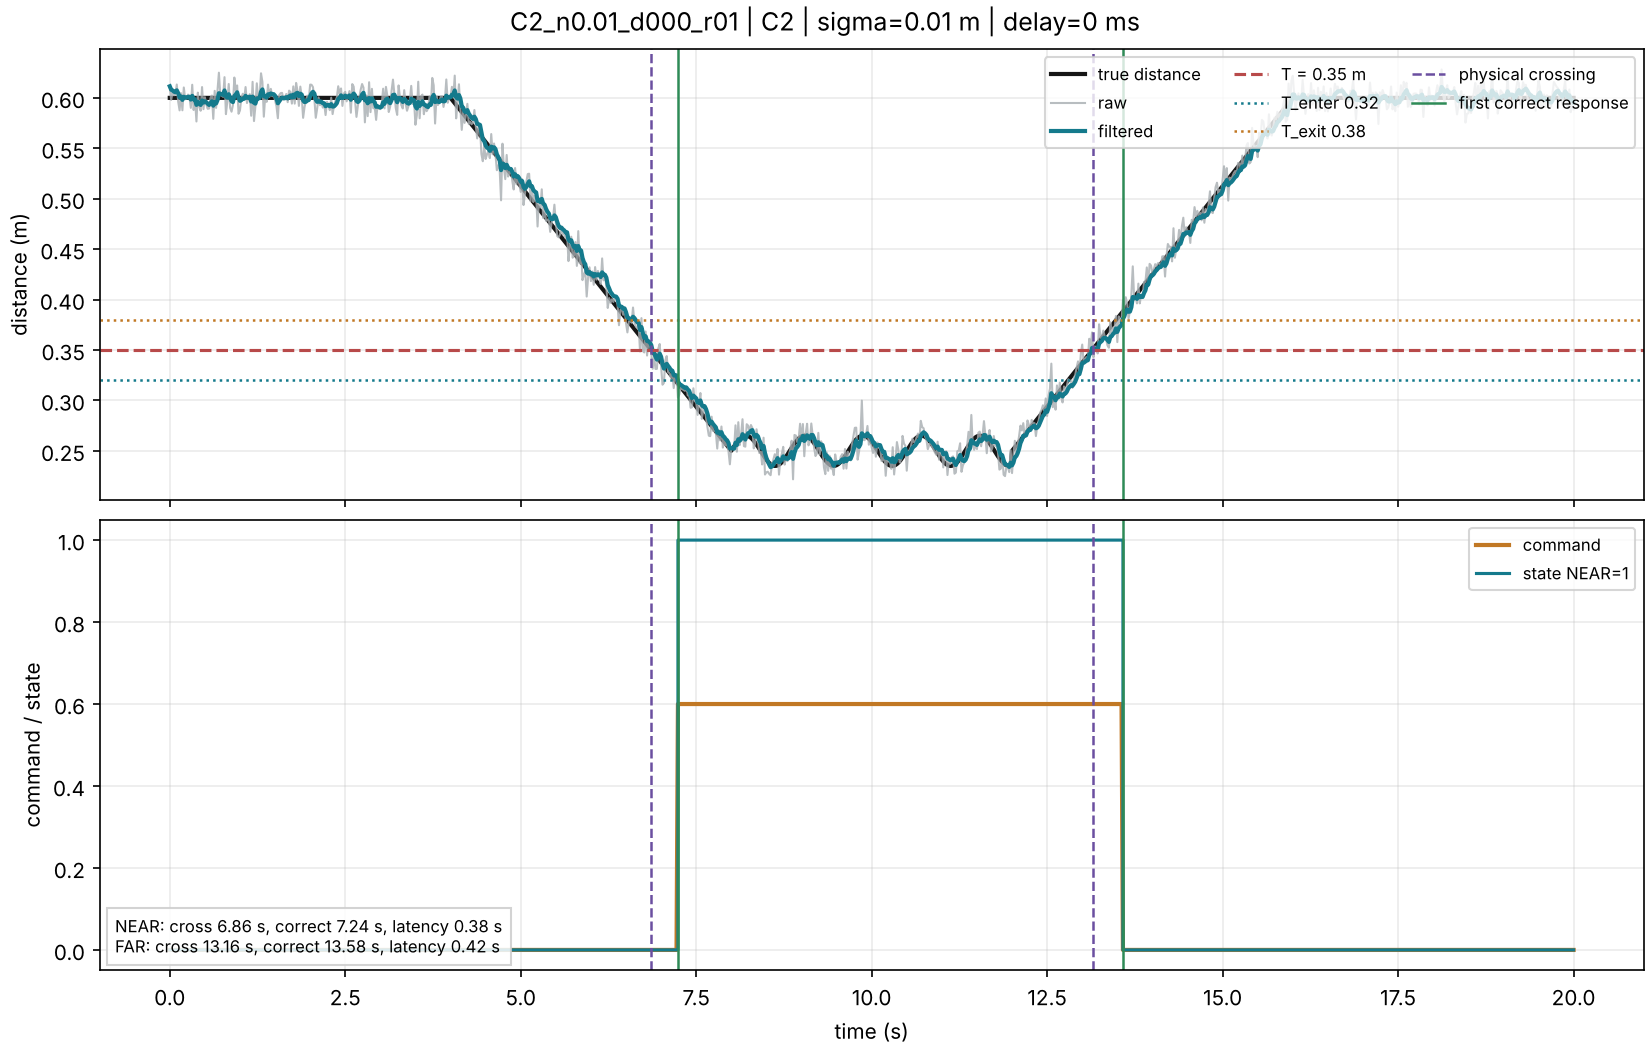 C2_n0.01_d000_r01 | C2 | sigma=0.01 m | delay=0 ms
distance (m)
0.60
0.55
0.50
0.45
0.40
0.35
0.30
0.25
true distance
raw
filtered
T = 0.35 m
T_enter 0.32
T_exit 0.38
physical crossing
first correct response
command / state
1.0
0.8
0.6
0.4
0.2
0.0
command
state NEAR=1
NEAR: cross 6.86 s, correct 7.24 s, latency 0.38 s
FAR: cross 13.16 s, correct 13.58 s, latency 0.42 s
0.0 2.5 5.0 7.5 10.0 12.5 15.0 17.5 20.0
time (s)